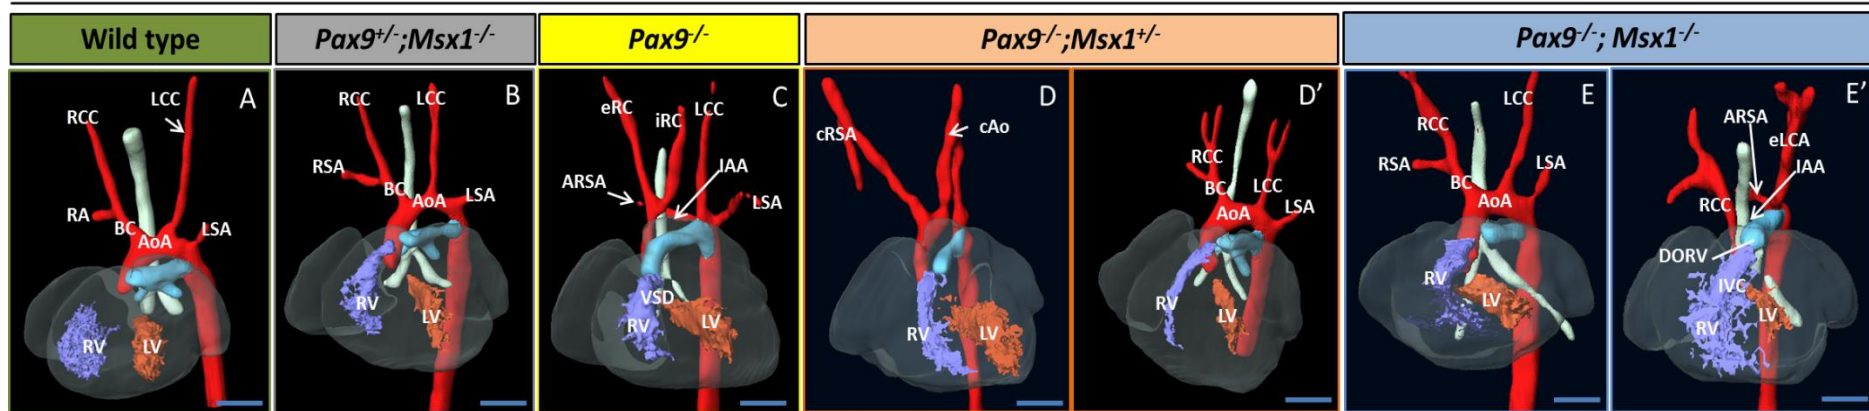 Wild type
Pax9+/-;Msx1-/-
Pax9-/-
Pax9-/-;Msx1+/-
Pax9-/-; Msx1-/-
A
LCC
RCC
RA
BC
AoA
LSA
RV
LV
B
RCC
LCC
RSA
BC
AoA
LSA
RV
LV
C
eRC
iRC
LCC
IAA
ARSA
LSA
VSD
RV
LV
D
cRSA
cAo
RV
LV
D’
RCC
BC
LCC
AoA
LSA
RV
LV
E
LCC
RCC
RSA
LSA
BC
AoA
RV
LV
E’
ARSA
eLCA
IAA
RCC
DORV
IVC
RV
LV